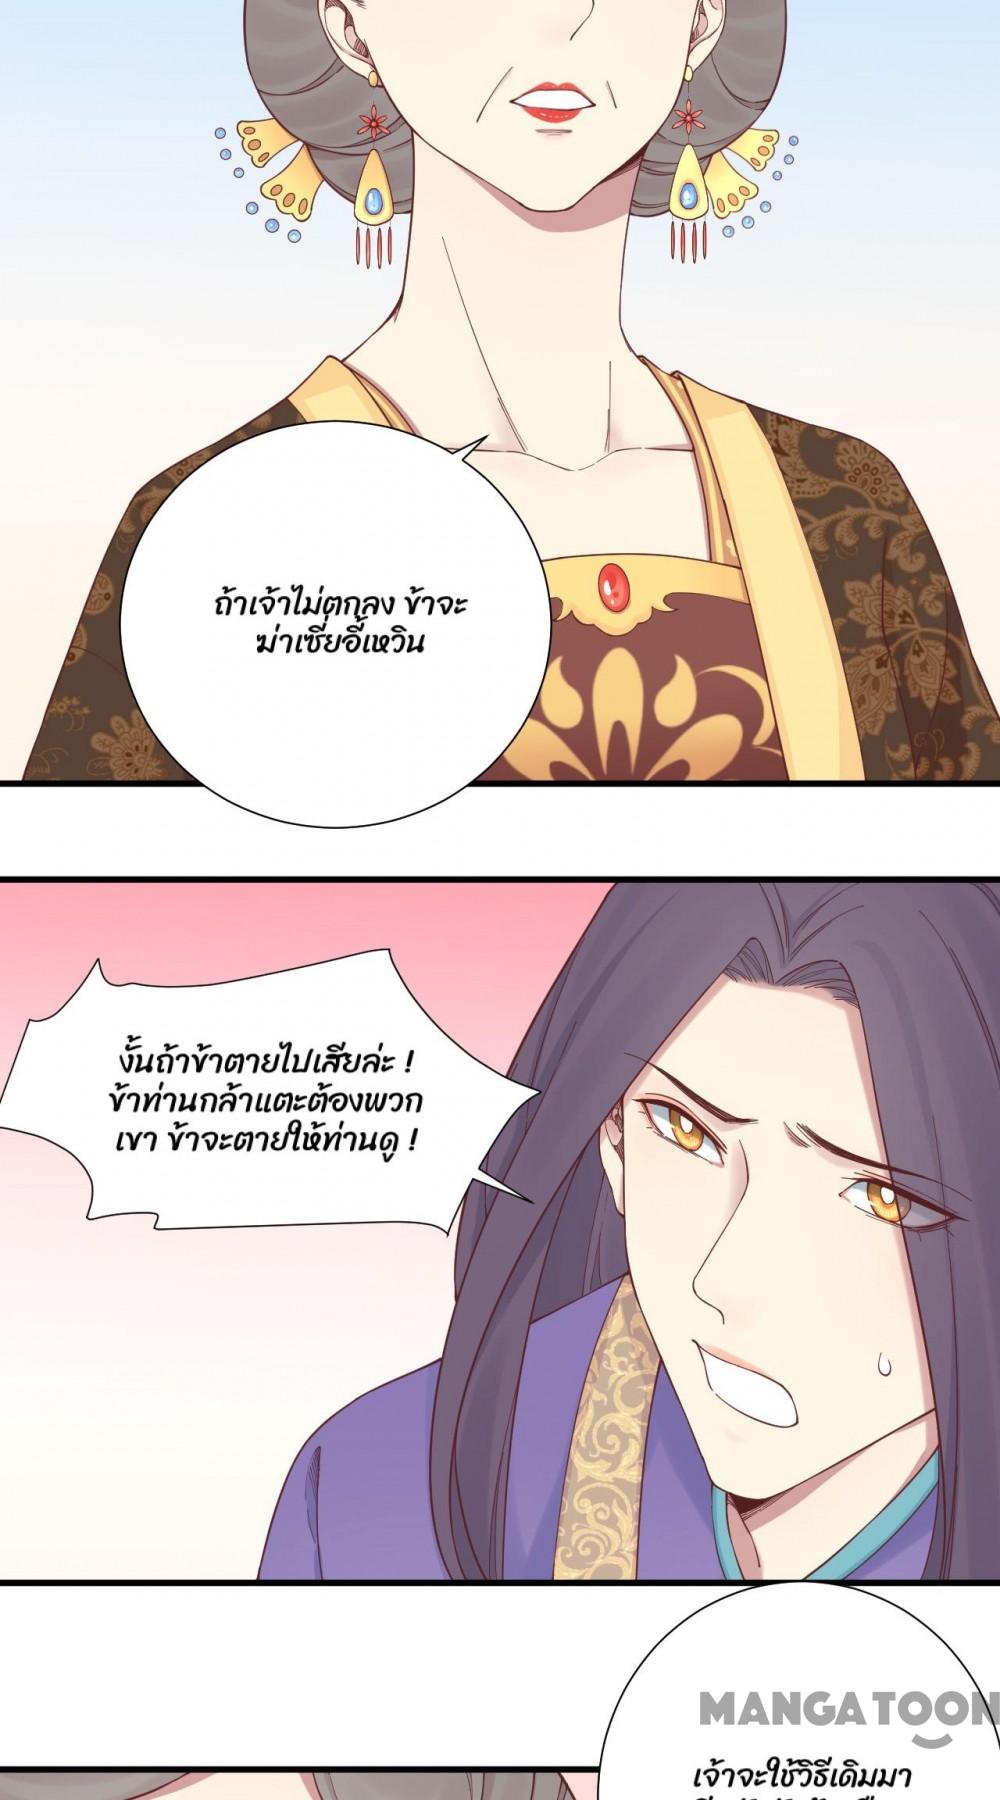 ถ้าเจ้าไม่ตกลง ข้าจะ
ฆ่าเซี่ยอี้เหวิน
งั้นถ้าข้าตายไปเสียล่ะ !
ข้าท่านกล้าแตะต้องพวก
เขา ข้าจะตายให้ท่านดู !
MANGATOON
เจ้าจะใช้วิธีเดิมมา